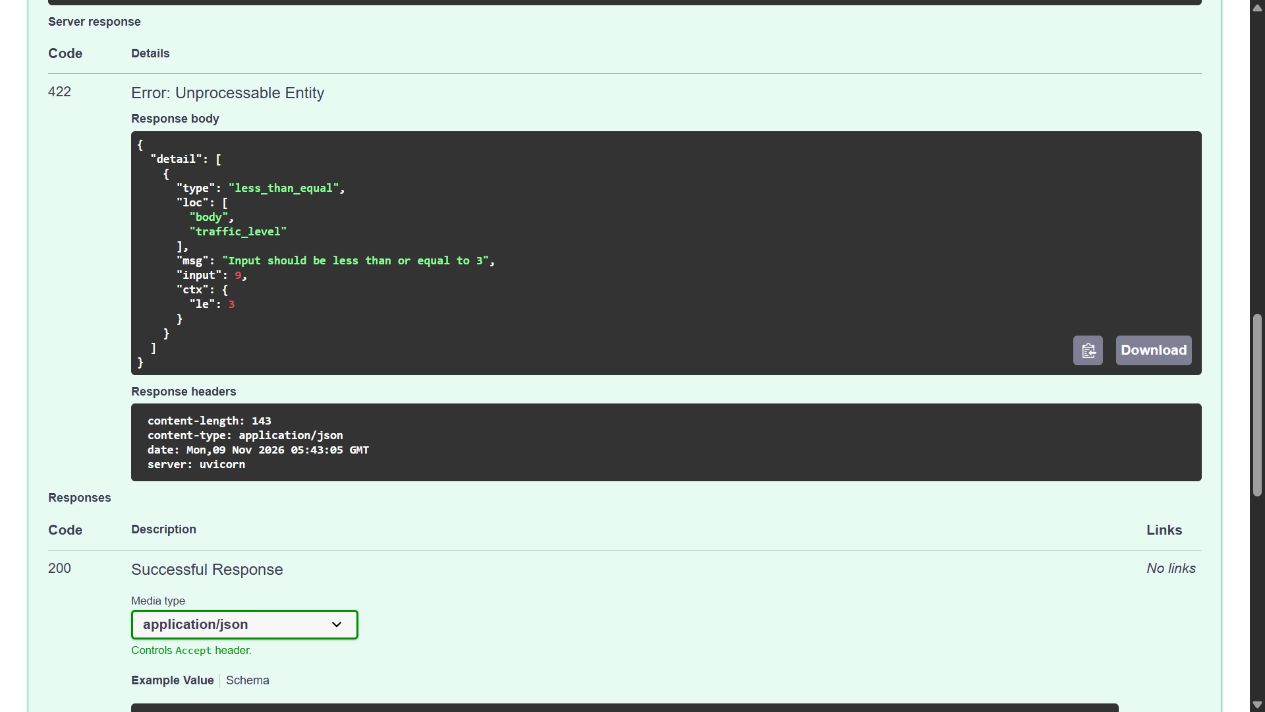 Server response
Code Details
422 Error: Unprocessable Entity
Response body
{
  "detail": [
    {
      "type": "less_than_equal",
      "loc": [
        "body",
        "traffic_level"
      ],
      "msg": "Input should be less than or equal to 3",
      "input": 9,
      "ctx": {
        "le": 3
      }
    }
  ]
}
Download
Response headers
content-length: 143
content-type: application/json
date: Mon,09 Nov 2026 05:43:05 GMT
server: uvicorn
Responses
Code Description Links
200 Successful Response No links
Media type
application/json
Controls Accept header.
Example Value Schema